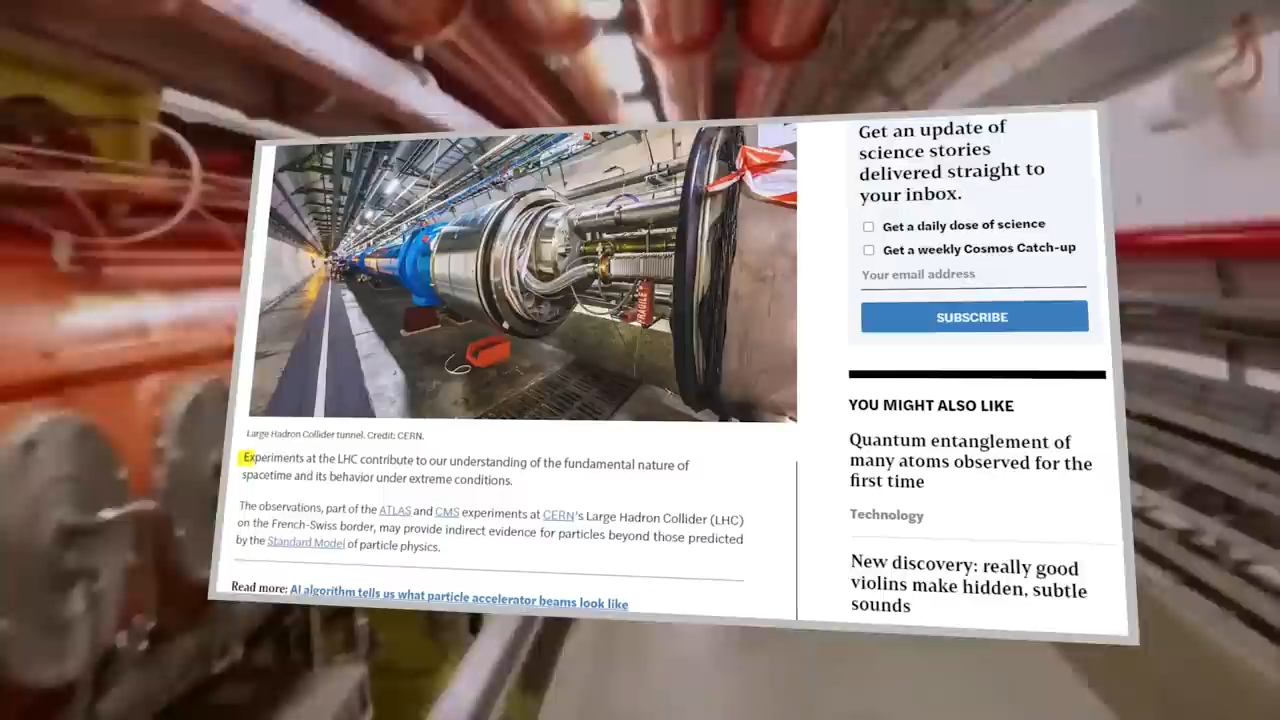 FRAGILE
Large Hadron Collider tunnel. Credit: CERN.
Experiments at the LHC contribute to our understanding of the fundamental nature of
spacetime and its behavior under extreme conditions.
The observations, part of the ATLAS and CMS experiments at CERN's Large Hadron Collider (LHC)
on the French-Swiss border, may provide indirect evidence for particles beyond those predicted
by the Standard Model of particle physics.
Read more: AI algorithm tells us what particle accelerator beams look like
Get an update of
science stories
delivered straight to
your inbox.
Get a daily dose of science
Get a weekly Cosmos Catch-up
Your email address
SUBSCRIBE
YOU MIGHT ALSO LIKE
Quantum entanglement of
many atoms observed for the
first time
Technology
New discovery: really good
violins make hidden, subtle
sounds